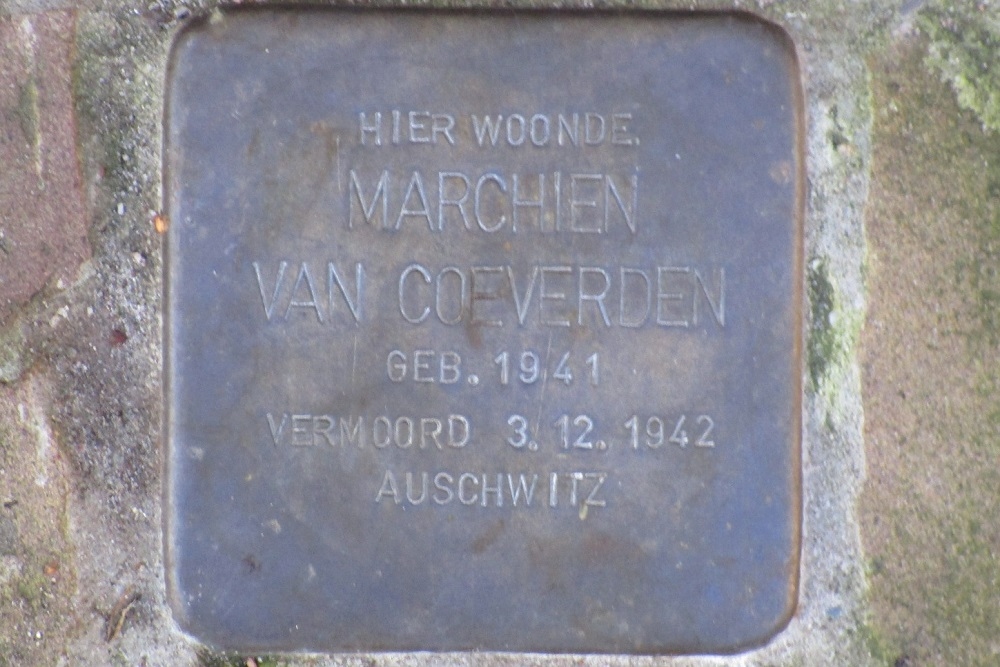 HIER WOONDE
MARCHIEN
VAN COEVERDEN
GEB. 1941
VERMOORD 3.12.1942
AUSCHWITZ